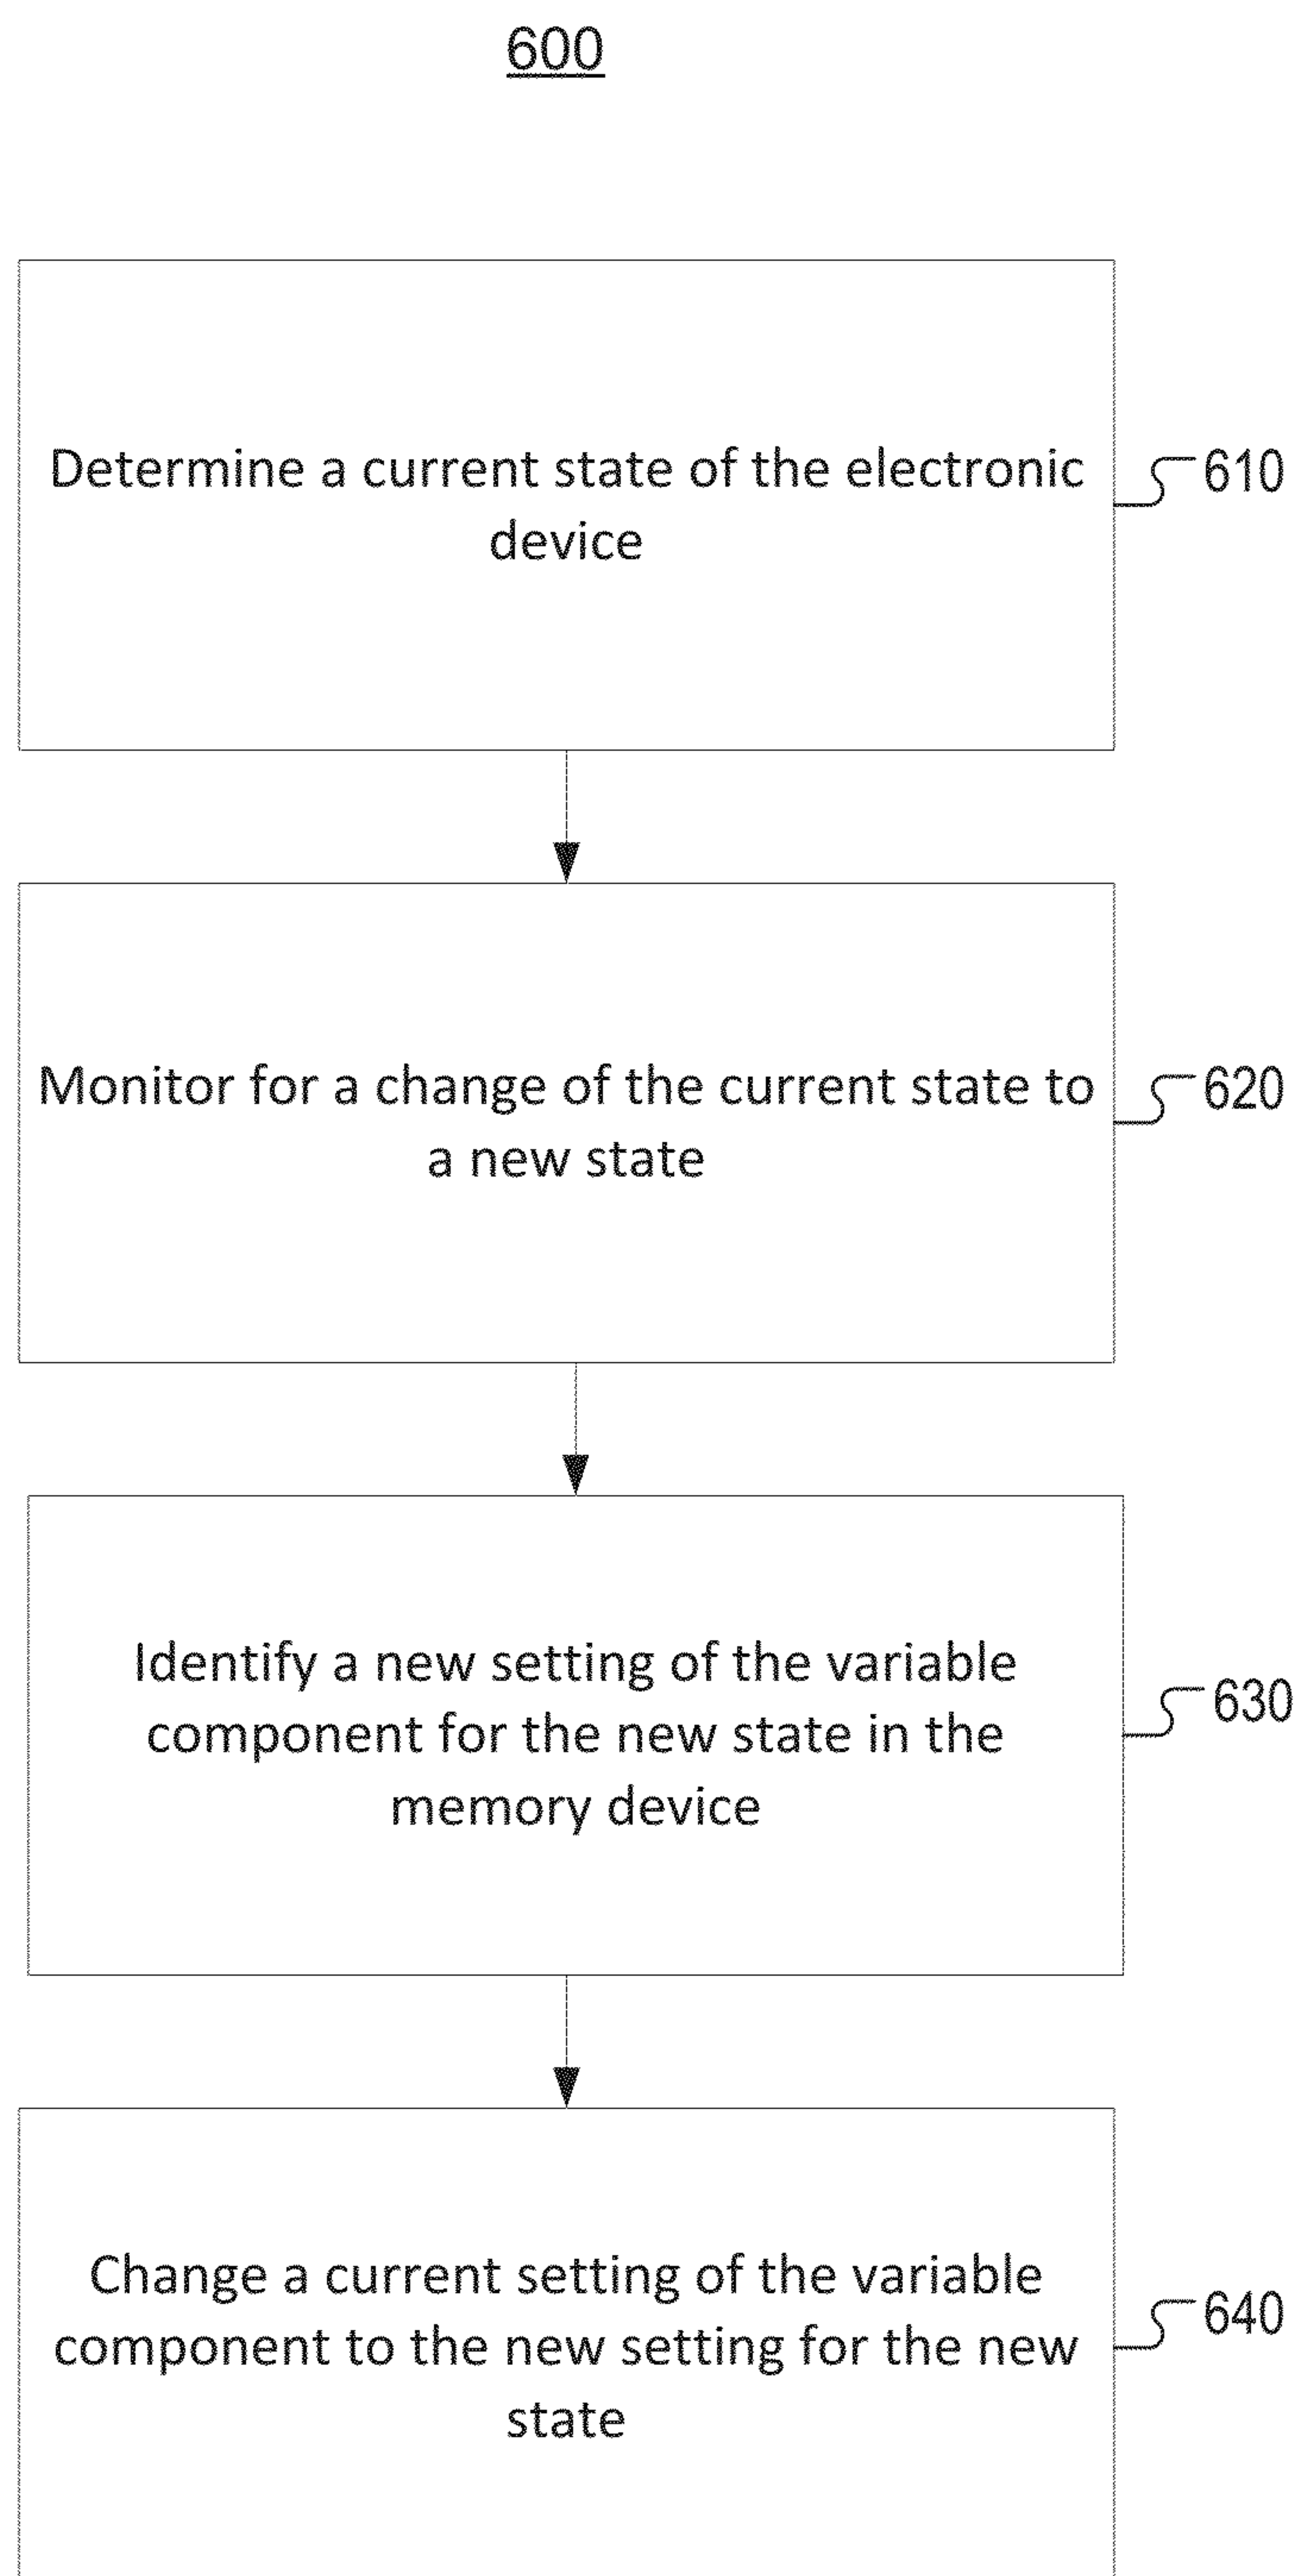 600
Determine a current state of the electronic
device
610
Monitor for a change of the current state to
a new state
620
Identify a new setting of the variable
component for the new state in the
memory device
630
Change a current setting of the variable
component to the new setting for the new
state
640